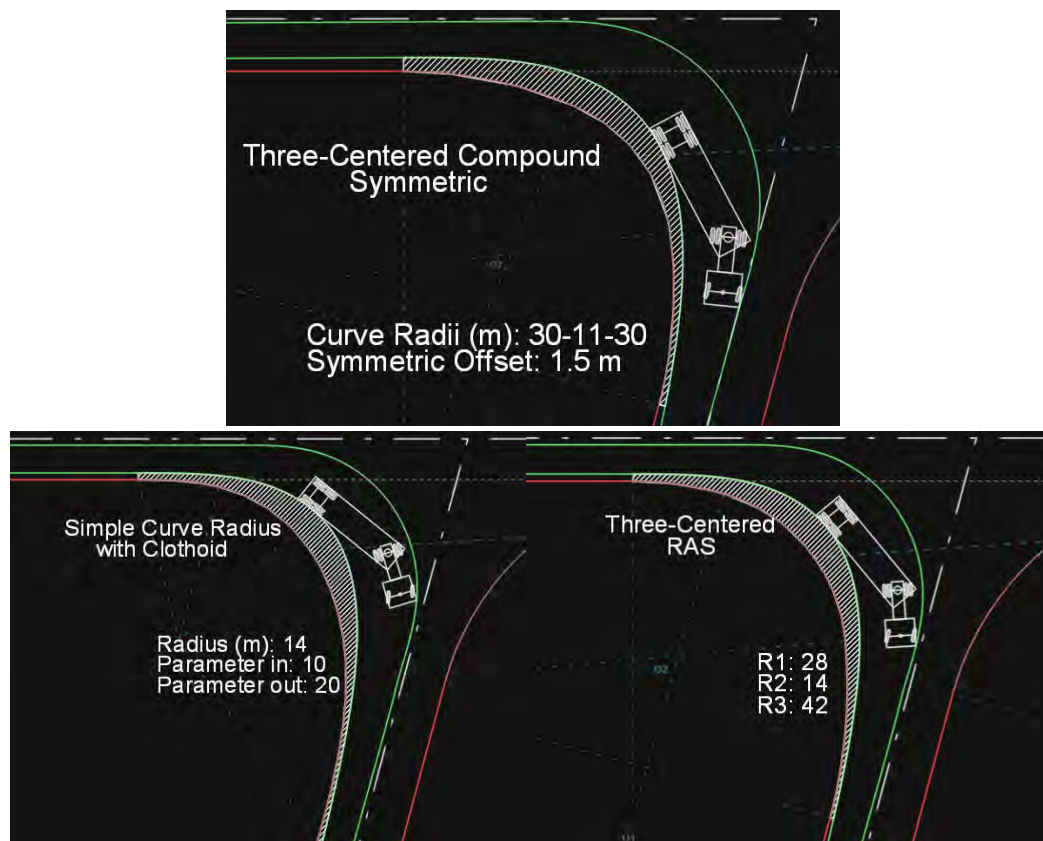 Three-Centered Compound
Symmetric
Curve Radii (m): 30-11-30
Symmetric Offset: 1.5 m
Simple Curve Radius
with Clothoid
Radius (m): 14
Parameter in: 10
Parameter out: 20
Three-Centered
RAS
R1: 28
R2: 14
R3: 42